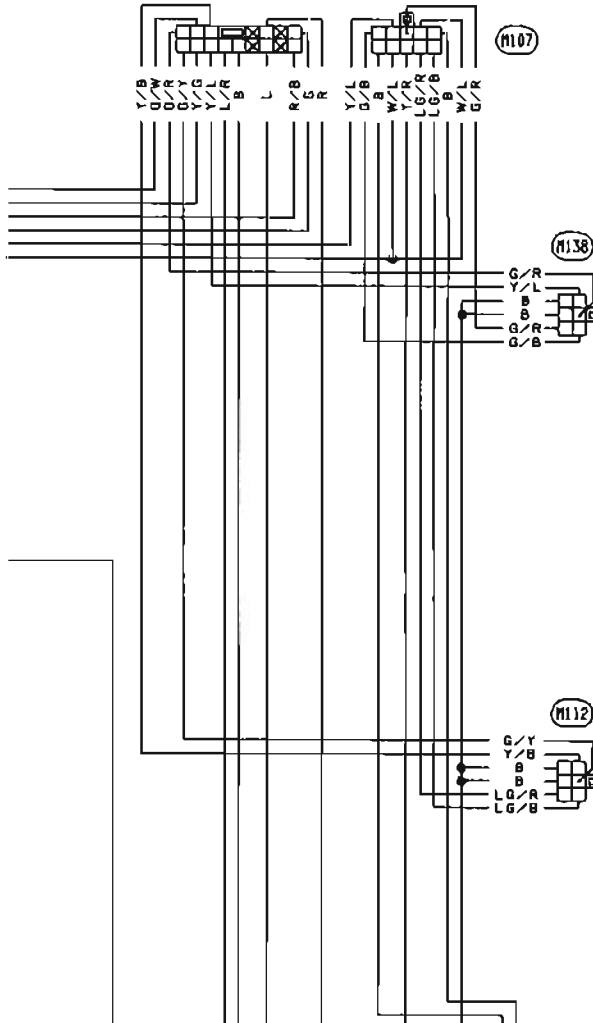 M107
Y/B
G/W
G/R
G/Y
Y/G
Y/L
L/R
B
L
R/B
G
R
Y/L
G/B
B
W/L
Y/R
LG/R
LG/B
B
W/L
G/R
M138
G/R
Y/L
B
B
G/R
G/B
M112
G/Y
Y/B
B
B
LG/R
LG/B